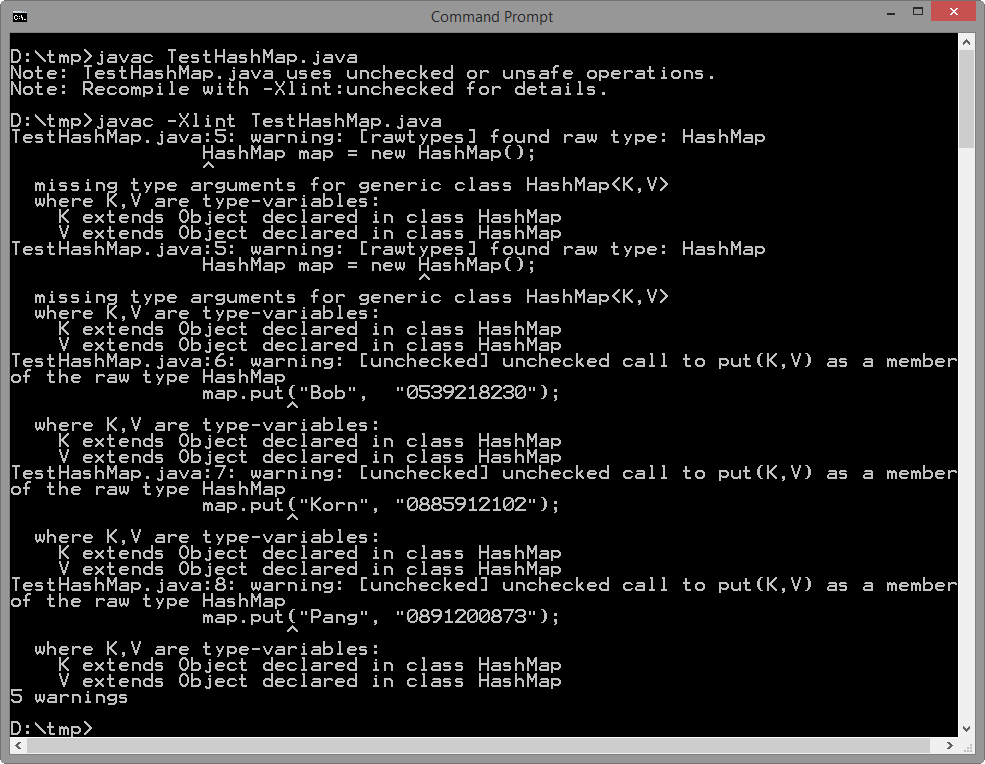 Command Prompt
D:\tmp>javac TestHashMap.java
Note: TestHashMap.java uses unchecked or unsafe operations.
Note: Recompile with -Xlint:unchecked for details.
D:\tmp>javac -Xlint TestHashMap.java
TestHashMap.java:5: warning: [rawtypes] found raw type: HashMap
HashMap map = new HashMap();
^
missing type arguments for generic class HashMap<K,V>
where K,V are type-variables:
K extends Object declared in class HashMap
V extends Object declared in class HashMap
TestHashMap.java:5: warning: [rawtypes] found raw type: HashMap
HashMap map = new HashMap();
^
missing type arguments for generic class HashMap<K,V>
where K,V are type-variables:
K extends Object declared in class HashMap
V extends Object declared in class HashMap
TestHashMap.java:6: warning: [unchecked] unchecked call to put(K,V) as a member
of the raw type HashMap
map.put("Bob",  "0539218230");
^
where K,V are type-variables:
K extends Object declared in class HashMap
V extends Object declared in class HashMap
TestHashMap.java:7: warning: [unchecked] unchecked call to put(K,V) as a member
of the raw type HashMap
map.put("Korn", "0885912102");
^
where K,V are type-variables:
K extends Object declared in class HashMap
V extends Object declared in class HashMap
TestHashMap.java:8: warning: [unchecked] unchecked call to put(K,V) as a member
of the raw type HashMap
map.put("Pang", "0891200873");
^
where K,V are type-variables:
K extends Object declared in class HashMap
V extends Object declared in class HashMap
5 warnings
D:\tmp>